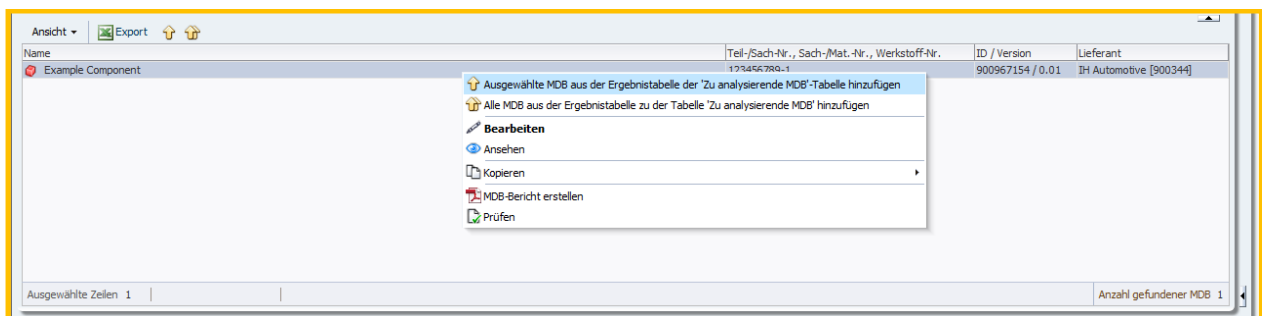 Ansicht Export
Name Teil-/Sach-Nr., Sach-/Mat.-Nr., Werkstoff-Nr. ID / Version Lieferant
Example Component 123456789-1 900967154 / 0.01 IH Automotive [900344]
Ausgewählte MDB aus der Ergebnistabelle der 'Zu analysierende MDB'-Tabelle hinzufügen
Alle MDB aus der Ergebnistabelle zu der Tabelle 'Zu analysierende MDB' hinzufügen
Bearbeiten
Ansehen
Kopieren
MDB-Bericht erstellen
Prüfen
Ausgewählte Zeilen 1 Anzahl gefundener MDB 1